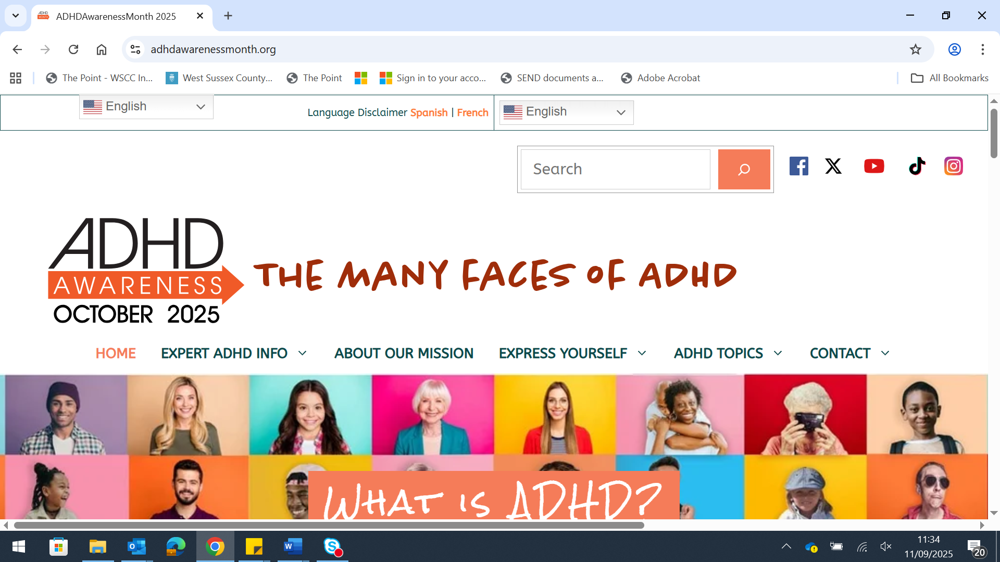 ADHD MONTH
ADHDAwarenessMonth 2025
adhdawarenessmonth.org
The Point - WSCC In...
West Sussex County...
The Point
Sign in to your acco...
SEND documents a...
Adobe Acrobat
All Bookmarks
English
Language Disclaimer Spanish | French
English
Search
ADHD
AWARENESS
OCTOBER 2025
THE MANY FACES OF ADHD
HOME
EXPERT ADHD INFO
ABOUT OUR MISSION
EXPRESS YOURSELF
ADHD TOPICS
CONTACT
WHAT IS ADHD?
11:34
11/09/2025
20